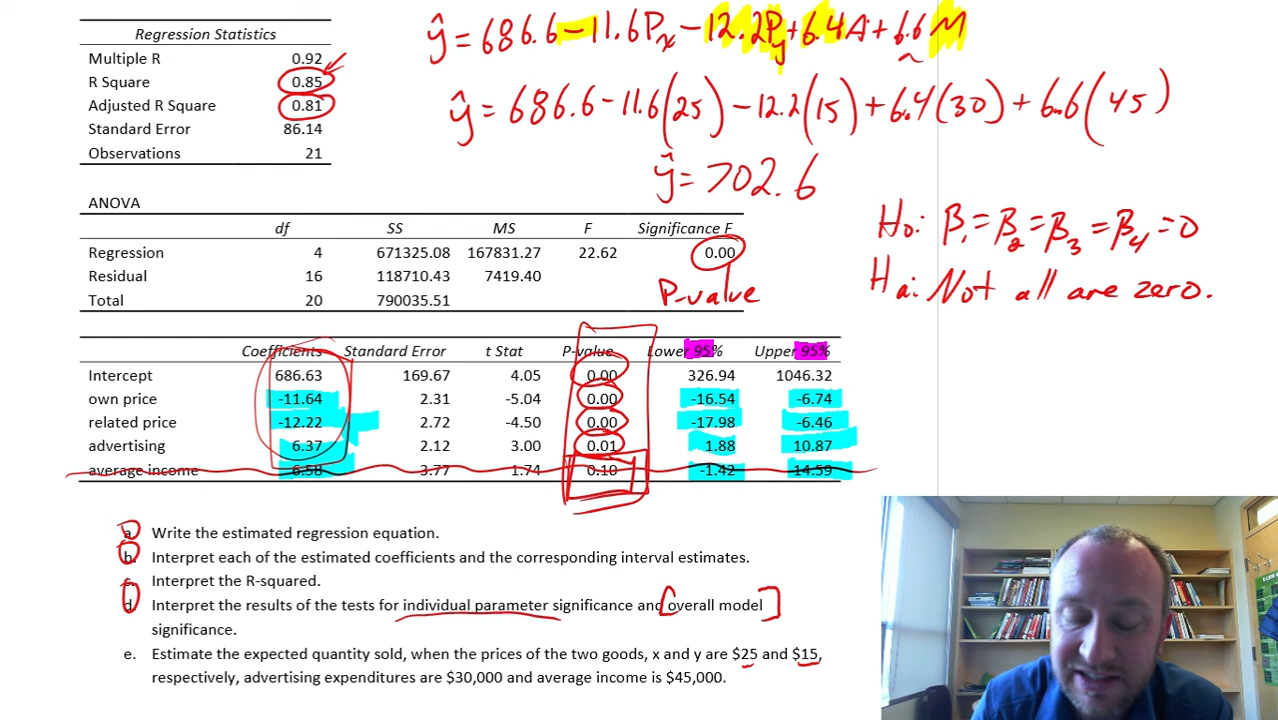 ŷ = 686.6 - 11.6Px - 12.2Py + 6.4A + 6.6M
ŷ = 686.6 - 11.6(25) - 12.2(15) + 6.4(30) + 6.6(45)
ŷ = 702.6
Regression Statistics
Multiple R 0.92
R Square 0.85
Adjusted R Square 0.81
Standard Error 86.14
Observations 21
H0: β1 = β2 = β3 = β4 = 0
Ha: Not all are zero.
ANOVA
df SS MS F Significance F
Regression 4 671325.08 167831.27 22.62 0.00
Residual 16 118710.43 7419.40
Total 20 790035.51
P-value
Coefficients Standard Error t Stat P-value Lower 95% Upper 95%
Intercept 686.63 169.67 4.05 0.00 326.94 1046.32
own price -11.64 2.31 -5.04 0.00 -16.54 -6.74
related price -12.22 2.72 -4.50 0.00 -17.98 -6.46
advertising 6.37 2.12 3.00 0.01 1.88 10.87
average income 6.58 3.77 1.74 0.10 -1.42 14.59
a. Write the estimated regression equation.
b. Interpret each of the estimated coefficients and the corresponding interval estimates.
c. Interpret the R-squared.
d. Interpret the results of the tests for individual parameter significance and [overall model]
significance.
e. Estimate the expected quantity sold, when the prices of the two goods, x and y are $25 and $15,
respectively, advertising expenditures are $30,000 and average income is $45,000.